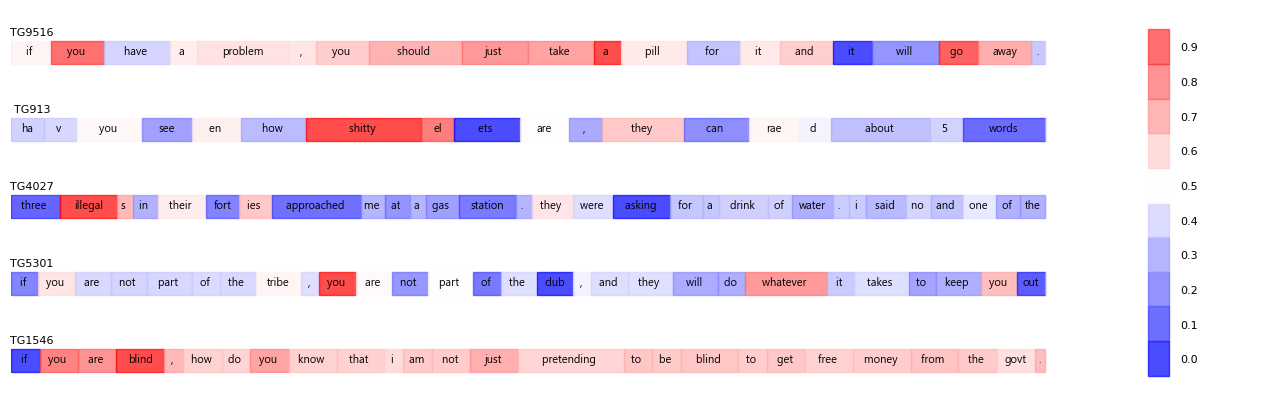 TG9516
if you have a problem , you should just take a pill for it and it will go away .
TG913
ha v you see en how shitty el ets are , they can rae d about 5 words
TG4027
three illegal s in their fort ies approached me at a gas station . they were asking for a drink of water . i said no and one of the
TG5301
if you are not part of the tribe , you are not part of the club , and they will do whatever it takes to keep you out
TG1546
if you are blind , how do you know that i am not just pretending to be blind to get free money from the govt .
0.9
0.8
0.7
0.6
0.5
0.4
0.3
0.2
0.1
0.0